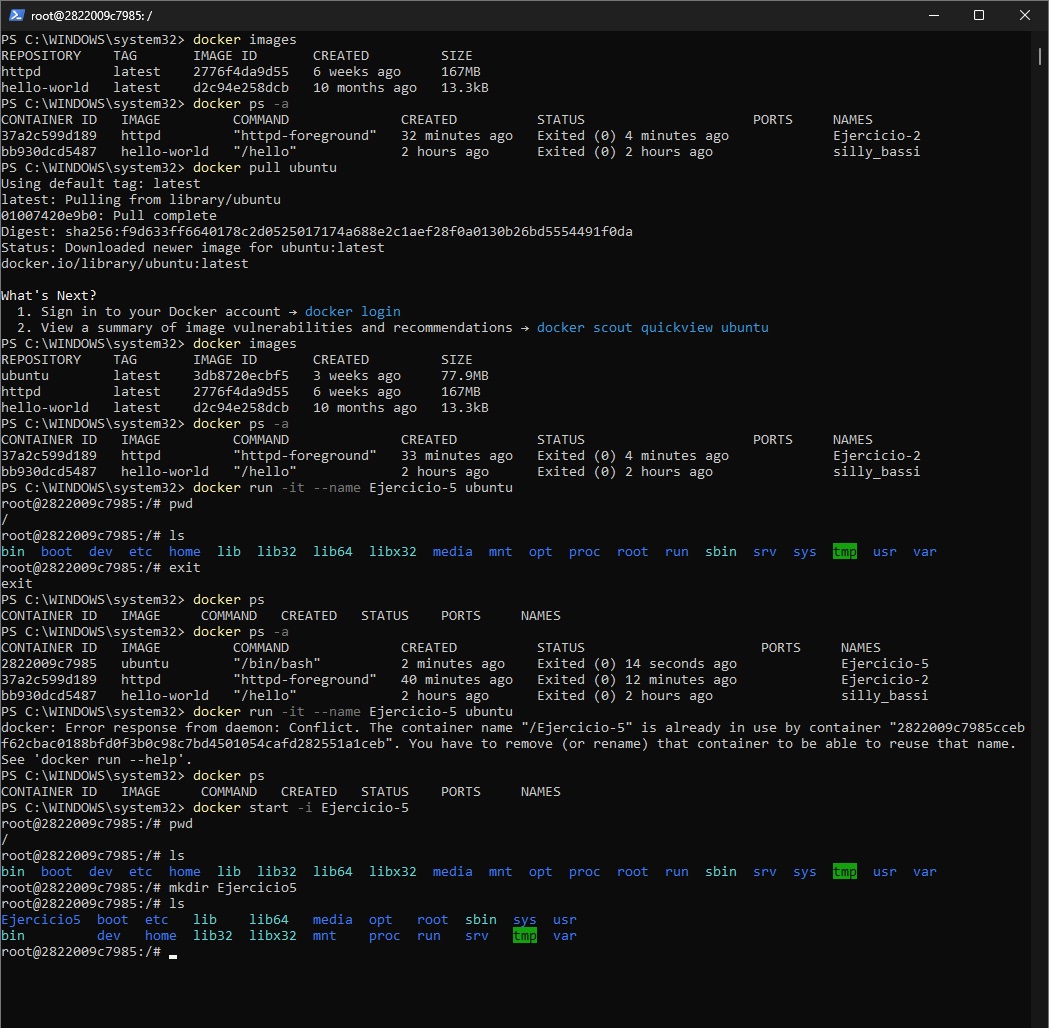 root@2822009c7985: /
PS C:\WINDOWS\system32> docker images
REPOSITORY    TAG       IMAGE ID       CREATED         SIZE
httpd         latest    2776f4da9d55   6 weeks ago     167MB
hello-world   latest    d2c94e258dcb   10 months ago   13.3kB
PS C:\WINDOWS\system32> docker ps -a
CONTAINER ID   IMAGE         COMMAND              CREATED          STATUS                     PORTS     NAMES
37a2c599d189   httpd         "httpd-foreground"   32 minutes ago   Exited (0) 4 minutes ago             Ejercicio-2
bb930dcd5487   hello-world   "/hello"             2 hours ago      Exited (0) 2 hours ago               silly_bassi
PS C:\WINDOWS\system32> docker pull ubuntu
Using default tag: latest
latest: Pulling from library/ubuntu
01007420e9b0: Pull complete
Digest: sha256:f9d633ff6640178c2d0525017174a688e2c1aef28f0a0130b26bd5554491f0da
Status: Downloaded newer image for ubuntu:latest
docker.io/library/ubuntu:latest
What's Next?
  1. Sign in to your Docker account → docker login
  2. View a summary of image vulnerabilities and recommendations → docker scout quickview ubuntu
PS C:\WINDOWS\system32> docker images
REPOSITORY    TAG       IMAGE ID       CREATED         SIZE
ubuntu        latest    3db8720ecbf5   3 weeks ago     77.9MB
httpd         latest    2776f4da9d55   6 weeks ago     167MB
hello-world   latest    d2c94e258dcb   10 months ago   13.3kB
PS C:\WINDOWS\system32> docker ps -a
CONTAINER ID   IMAGE         COMMAND              CREATED          STATUS                     PORTS     NAMES
37a2c599d189   httpd         "httpd-foreground"   33 minutes ago   Exited (0) 4 minutes ago             Ejercicio-2
bb930dcd5487   hello-world   "/hello"             2 hours ago      Exited (0) 2 hours ago               silly_bassi
PS C:\WINDOWS\system32> docker run -it --name Ejercicio-5 ubuntu
root@2822009c7985:/# pwd
/
root@2822009c7985:/# ls
bin  boot  dev  etc  home  lib  lib32  lib64  libx32  media  mnt  opt  proc  root  run  sbin  srv  sys  tmp  usr  var
root@2822009c7985:/# exit
exit
PS C:\WINDOWS\system32> docker ps
CONTAINER ID   IMAGE     COMMAND   CREATED   STATUS    PORTS     NAMES
PS C:\WINDOWS\system32> docker ps -a
CONTAINER ID   IMAGE         COMMAND              CREATED          STATUS                      PORTS     NAMES
2822009c7985   ubuntu        "/bin/bash"          2 minutes ago    Exited (0) 14 seconds ago             Ejercicio-5
37a2c599d189   httpd         "httpd-foreground"   40 minutes ago   Exited (0) 12 minutes ago             Ejercicio-2
bb930dcd5487   hello-world   "/hello"             2 hours ago      Exited (0) 2 hours ago                silly_bassi
PS C:\WINDOWS\system32> docker run -it --name Ejercicio-5 ubuntu
docker: Error response from daemon: Conflict. The container name "/Ejercicio-5" is already in use by container "2822009c7985cceb
f62cbac0188bfd0f3b0c98c7bd4501054cafd282551a1ceb". You have to remove (or rename) that container to be able to reuse that name.
See 'docker run --help'.
PS C:\WINDOWS\system32> docker ps
CONTAINER ID   IMAGE     COMMAND   CREATED   STATUS    PORTS     NAMES
PS C:\WINDOWS\system32> docker start -i Ejercicio-5
root@2822009c7985:/# pwd
/
root@2822009c7985:/# ls
bin  boot  dev  etc  home  lib  lib32  lib64  libx32  media  mnt  opt  proc  root  run  sbin  srv  sys  tmp  usr  var
root@2822009c7985:/# mkdir Ejercicio5
root@2822009c7985:/# ls
Ejercicio5  boot  etc   lib    lib64   media  opt   root  sbin  sys  usr
bin         dev   home  lib32  libx32  mnt    proc  run   srv   tmp  var
root@2822009c7985:/#